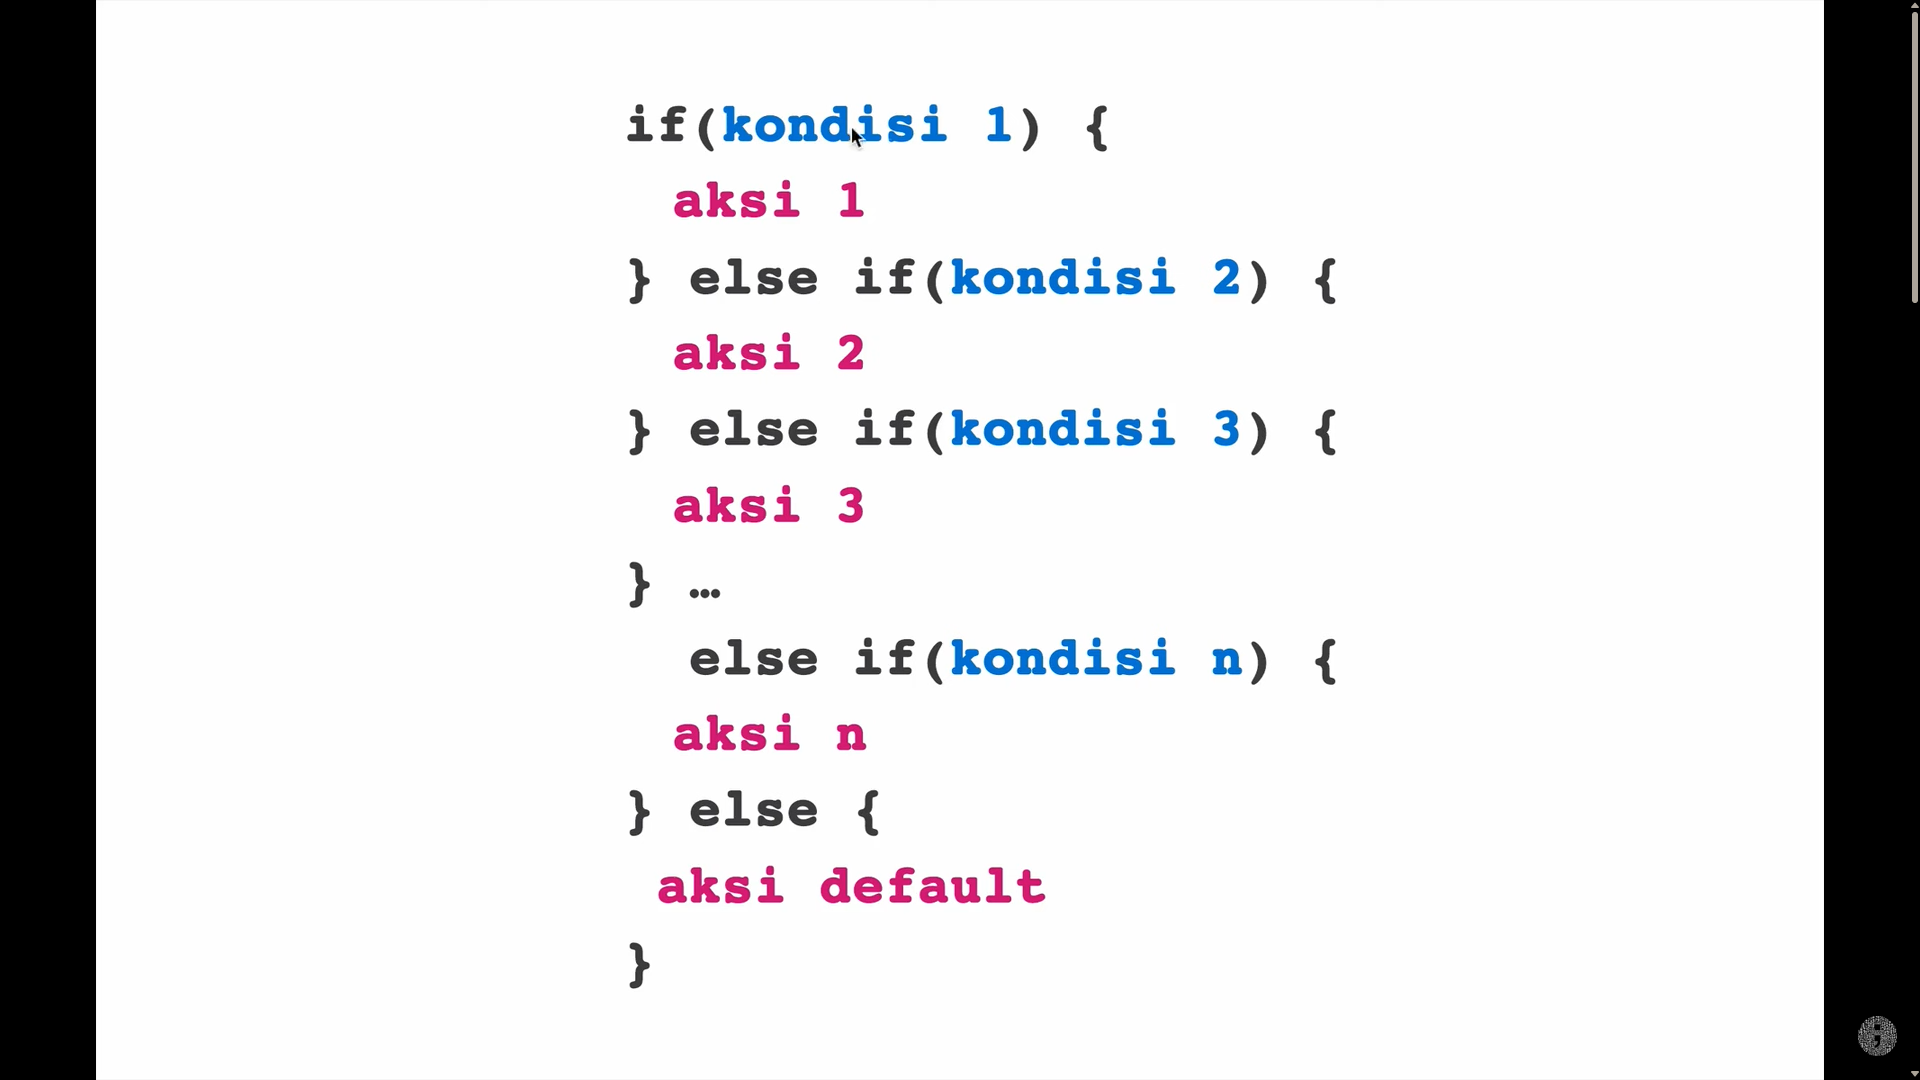 if(kondisi 1) {
aksi 1
} else if(kondisi 2) {
aksi 2
} else if(kondisi 3) {
aksi 3
} …
else if(kondisi n) {
aksi n
} else {
aksi default
}